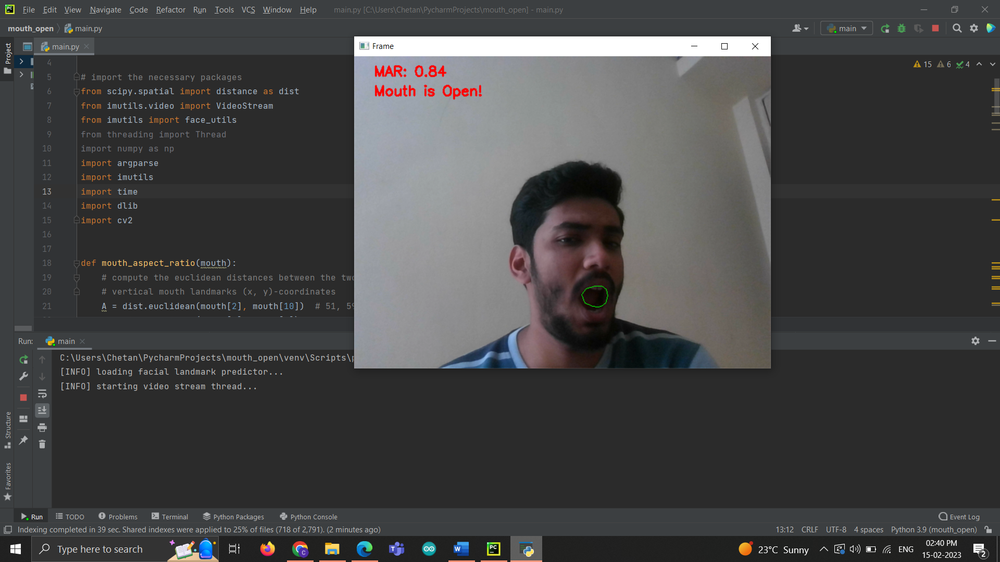 File Edit View Navigate Code Refactor Run Tools VCS Window Help main.py [C:\Users\Chetan\PycharmProjects\mouth_open] - main.py
mouth_open main.py
main
Project
main.py
Frame
15 6 4
MAR: 0.84
Mouth is Open!
4
5 # import the necessary packages
6 from scipy.spatial import distance as dist
7 from imutils.video import VideoStream
8 from imutils import face_utils
9 from threading import Thread
10 import numpy as np
11 import argparse
12 import imutils
13 import time
14 import dlib
15 import cv2
16
17
18 def mouth_aspect_ratio(mouth):
19 # compute the euclidean distances between the two
20 # vertical mouth landmarks (x, y)-coordinates
21 A = dist.euclidean(mouth[2], mouth[10]) # 51, 59
Run: main
C:\Users\Chetan\PycharmProjects\mouth_open\venv\Scripts\p
[INFO] loading facial landmark predictor...
[INFO] starting video stream thread...
Structure
Favorites
Run TODO Problems Terminal Python Packages Python Console Event Log
Indexing completed in 39 sec. Shared indexes were applied to 25% of files (718 of 2,791). (2 minutes ago) 13:12 CRLF UTF-8 4 spaces Python 3.9 (mouth_open)
Type here to search 23°C Sunny ENG 02:40 PM
15-02-2023 2